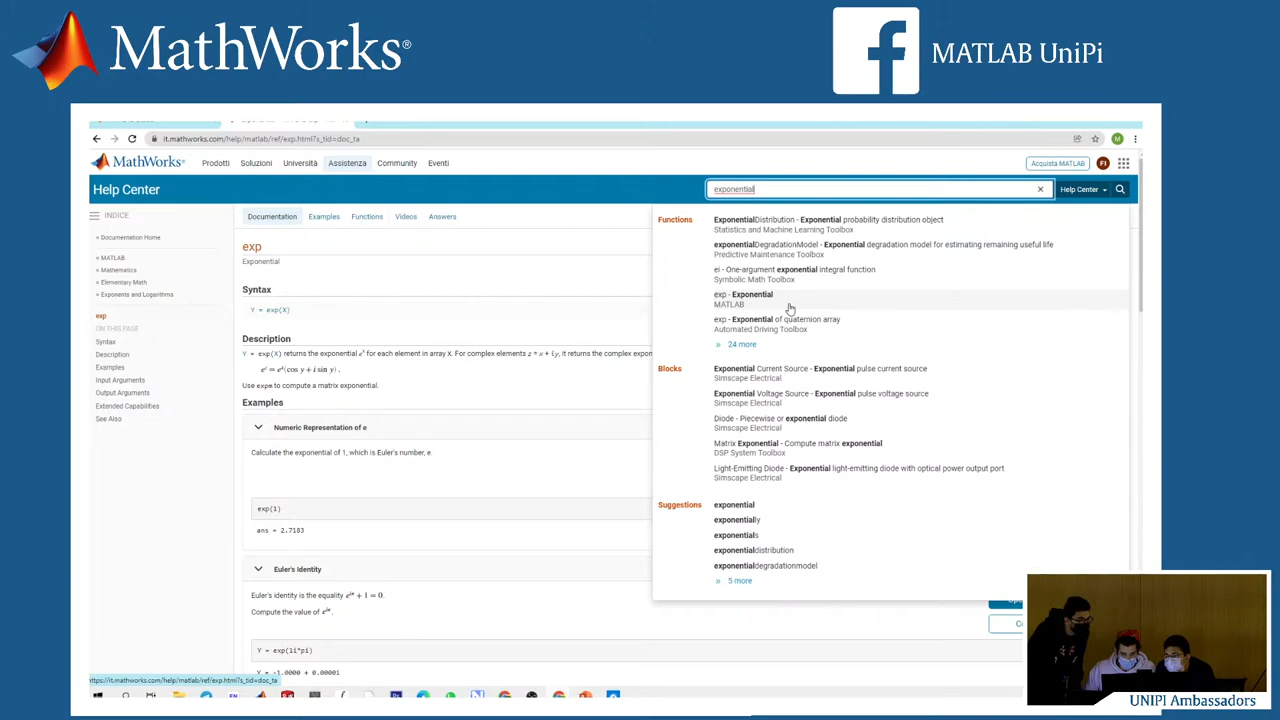 MathWorks®
MATLAB UniPi
it.mathworks.com/help/matlab/ref/exp.html?s_tid=doc_ta
MathWorks®
Prodotti
Soluzioni
Università
Assistenza
Community
Eventi
Acquista MATLAB
FI
Help Center
exponential
Help Center
INDICE
Documentation
Examples
Functions
Videos
Answers
« Documentation Home
« MATLAB
« Mathematics
« Elementary Math
« Exponents and Logarithms
exp
ON THIS PAGE
Syntax
Description
Examples
Input Arguments
Output Arguments
Extended Capabilities
See Also
exp
Exponential
Syntax
Y = exp(X)
Description
Y = exp(X) returns the exponential eˣ for each element in array X. For complex elements z = x + iy, it returns the complex expon
eᶻ = eˣ(cos y + i sin y) .
Use expm to compute a matrix exponential.
Examples
Numeric Representation of e
Calculate the exponential of 1, which is Euler's number, e.
exp(1)
ans = 2.7183
Euler's Identity
Euler's identity is the equality e^iπ + 1 = 0.
Compute the value of e^iπ.
Y = exp(1i*pi)
Y = -1.0000 + 0.0000i
Functions
ExponentialDistribution - Exponential probability distribution object
Statistics and Machine Learning Toolbox
exponentialDegradationModel - Exponential degradation model for estimating remaining useful life
Predictive Maintenance Toolbox
ei - One-argument exponential integral function
Symbolic Math Toolbox
exp - Exponential
MATLAB
exp - Exponential of quaternion array
Automated Driving Toolbox
» 24 more
Blocks
Exponential Current Source - Exponential pulse current source
Simscape Electrical
Exponential Voltage Source - Exponential pulse voltage source
Simscape Electrical
Diode - Piecewise or exponential diode
Simscape Electrical
Matrix Exponential - Compute matrix exponential
DSP System Toolbox
Light-Emitting Diode - Exponential light-emitting diode with optical power output port
Simscape Electrical
Suggestions
exponential
exponentially
exponentials
exponentialdistribution
exponentialdegradationmodel
» 5 more
https://it.mathworks.com/help/matlab/ref/exp.html?s_tid=doc_ta
UNIPI Ambassadors